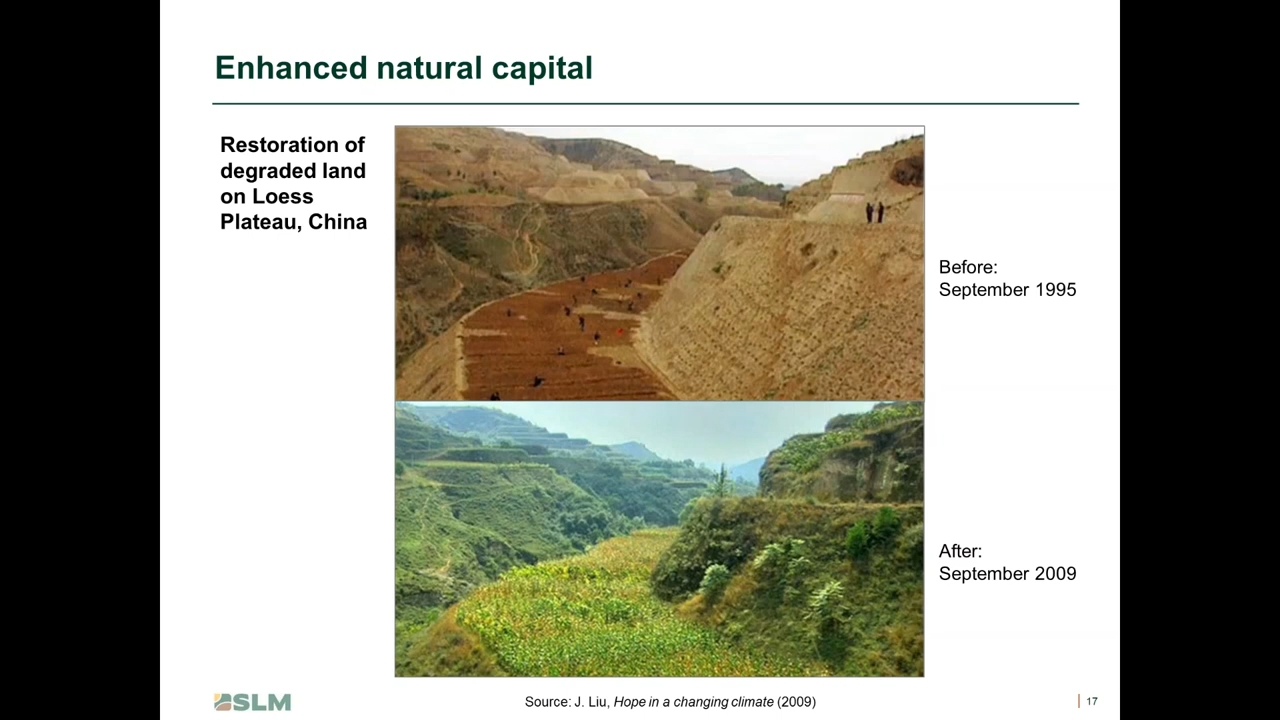 Enhanced natural capital
Restoration of
degraded land
on Loess
Plateau, China
Before:
September 1995
After:
September 2009
SLM
Source: J. Liu, Hope in a changing climate (2009)
17